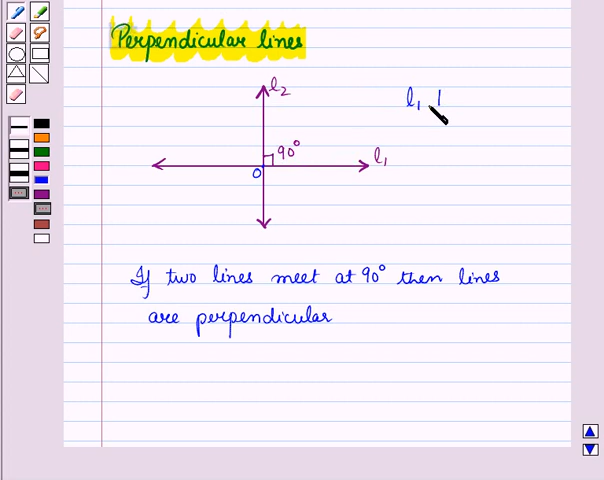 Perpendicular lines
l₂
l₁
90°
l₁
O
If two lines meet at 90° then lines
are perpendicular